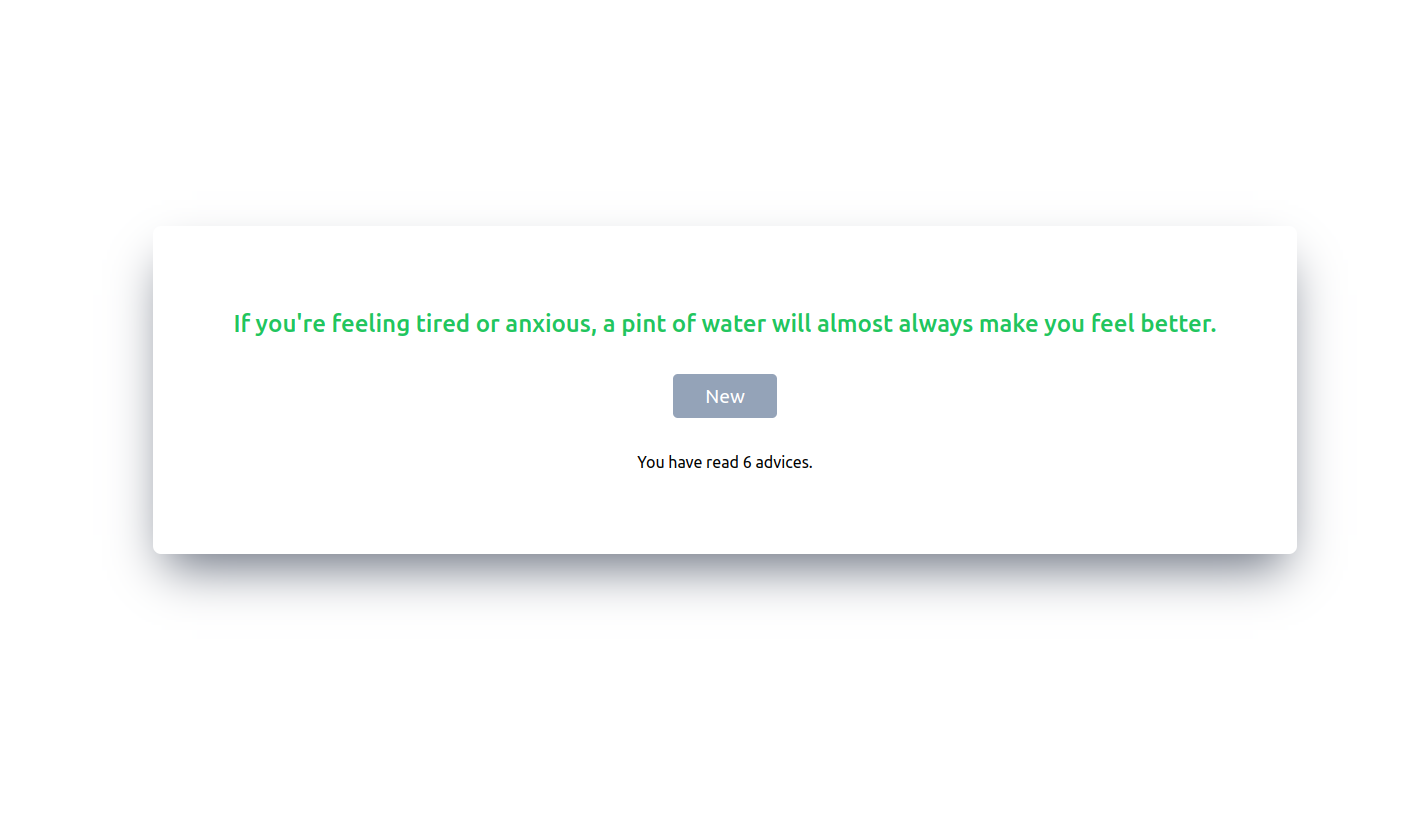 If you're feeling tired or anxious, a pint of water will almost always make you feel better.
New
You have read 6 advices.